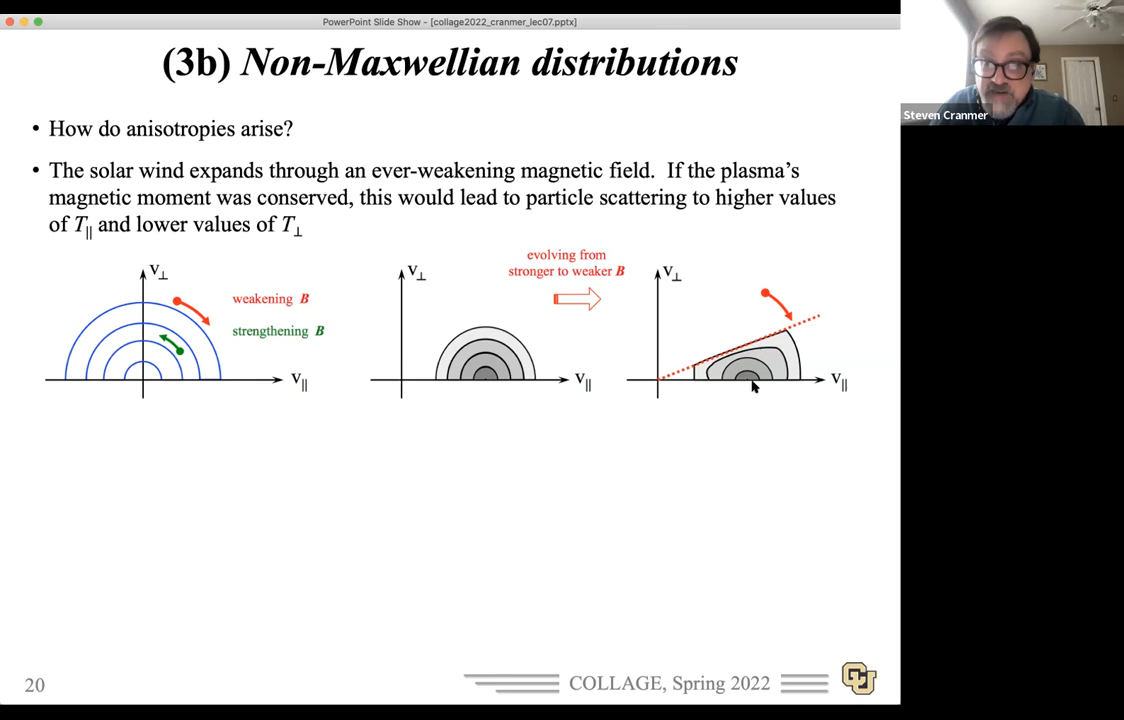 PowerPoint Slide Show - [collage2022_cranmer_lec07.pptx]
(3b) Non-Maxwellian distributions
• How do anisotropies arise?
• The solar wind expands through an ever-weakening magnetic field. If the plasma's
magnetic moment was conserved, this would lead to particle scattering to higher values
of T|| and lower values of T⊥
V⊥
weakening B
strengthening B
V||
V⊥
V||
evolving from
stronger to weaker B
V⊥
V||
20
COLLAGE, Spring 2022
CU
Steven Cranmer